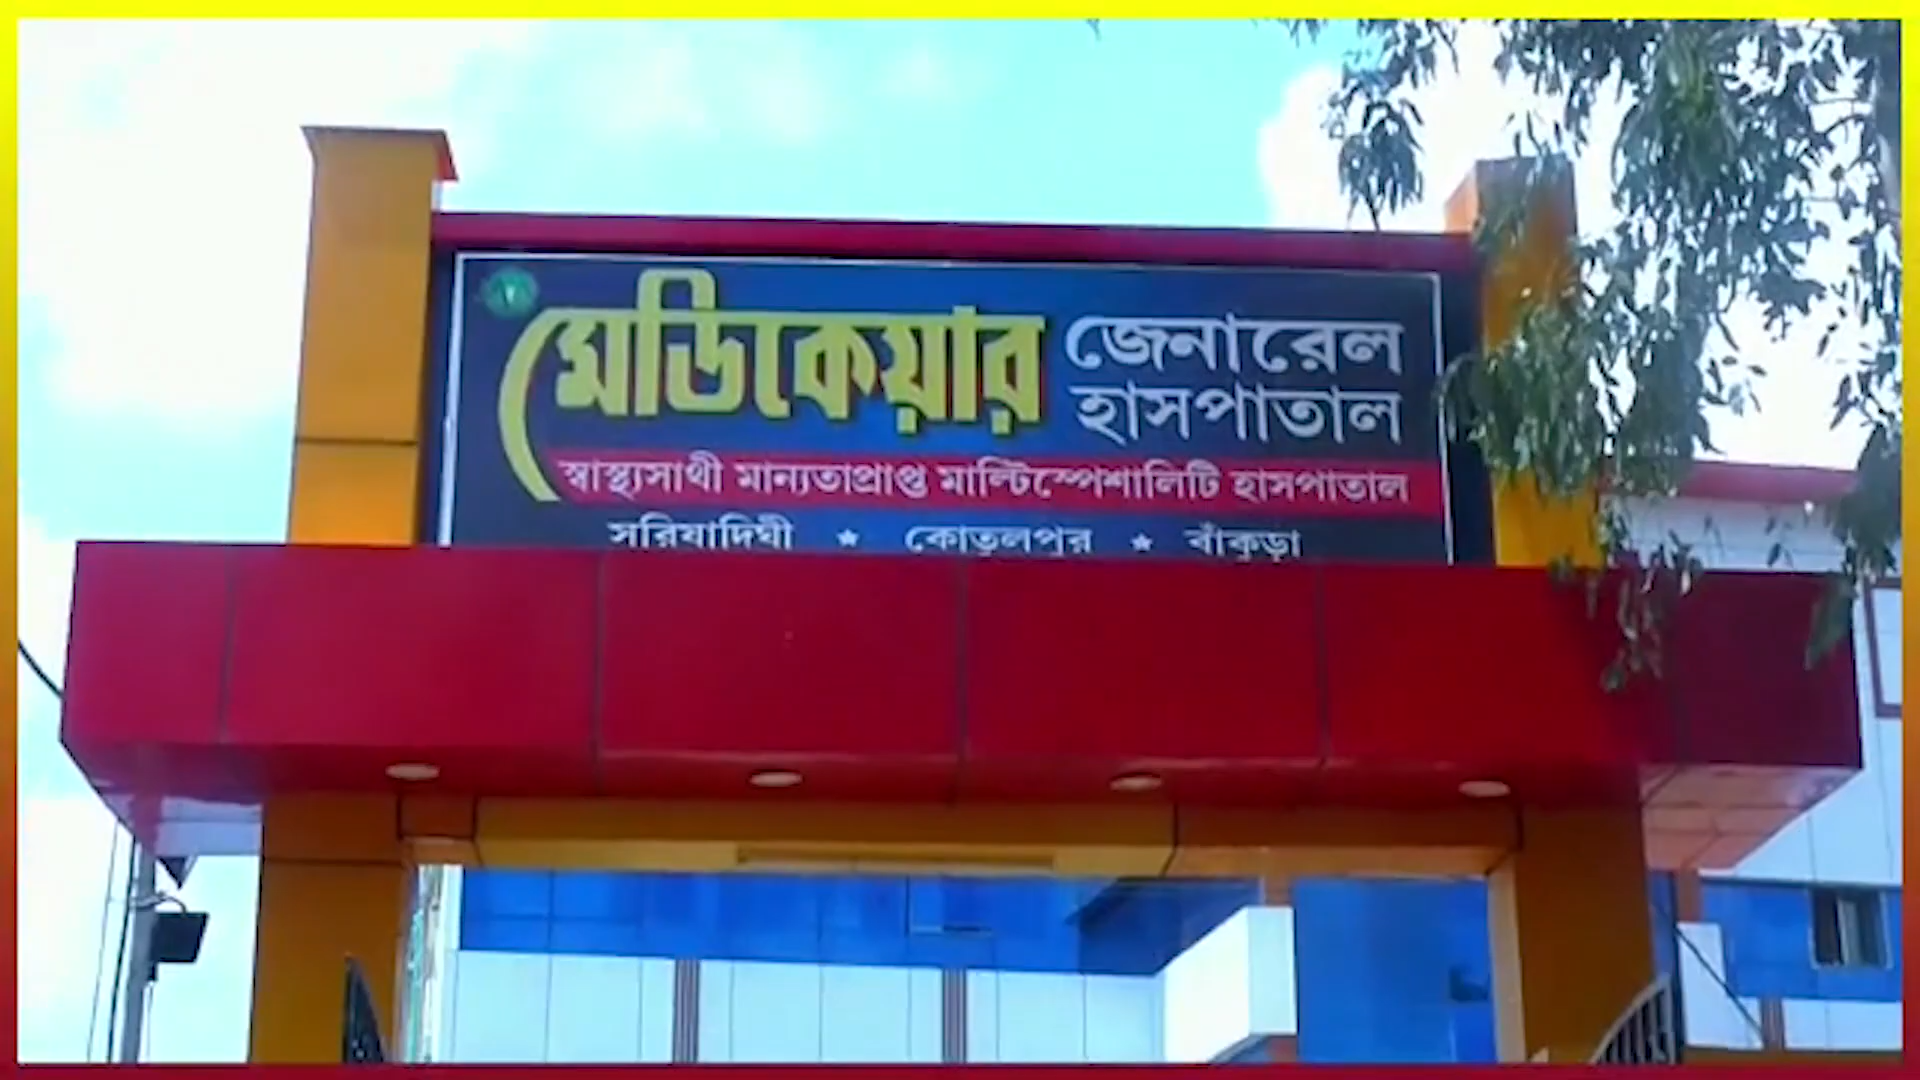 মেডিকেয়ার জেনারেল হাসপাতাল
স্বাস্থ্যসাথী মান্যতাপ্রাপ্ত মাল্টিস্পেশালিটি হাসপাতাল
সরিষাদিঘী ★ কোতুলপুর ★ বাঁকুড়া